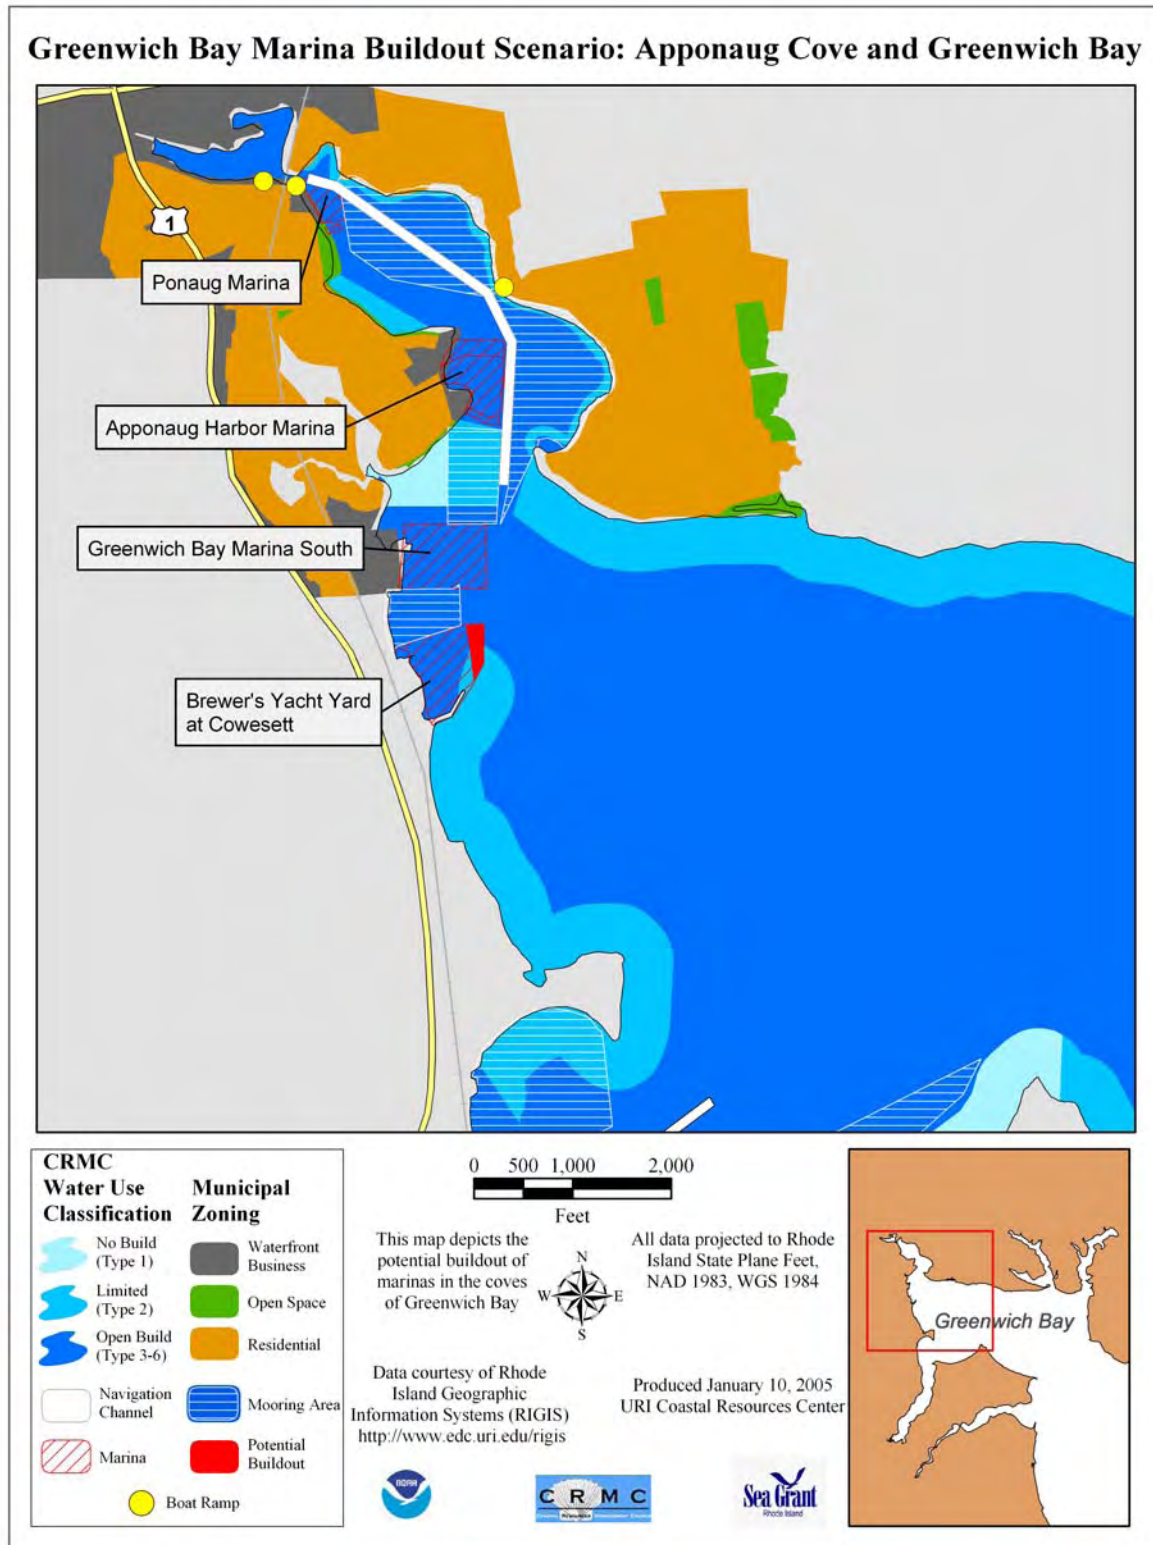 Greenwich Bay Marina Buildout Scenario: Apponaug Cove and Greenwich Bay
1
Ponaug Marina
Apponaug Harbor Marina
Greenwich Bay Marina South
Brewer's Yacht Yard
at Cowesett
CRMC
Water Use
Classification
No Build
(Type 1)
Limited
(Type 2)
Open Build
(Type 3-6)
Navigation
Channel
Marina
Municipal
Zoning
Waterfront
Business
Open Space
Residential
Mooring Area
Potential
Buildout
Boat Ramp
0 500 1,000 2,000
Feet
This map depicts the
potential buildout of
marinas in the coves
of Greenwich Bay
N
W E
S
All data projected to Rhode
Island State Plane Feet,
NAD 1983, WGS 1984
Data courtesy of Rhode
Island Geographic
Information Systems (RIGIS)
http://www.edc.uri.edu/rigis
Produced January 10, 2005
URI Coastal Resources Center
NOAA
C R M C
Sea Grant
Rhode Island
Greenwich Bay